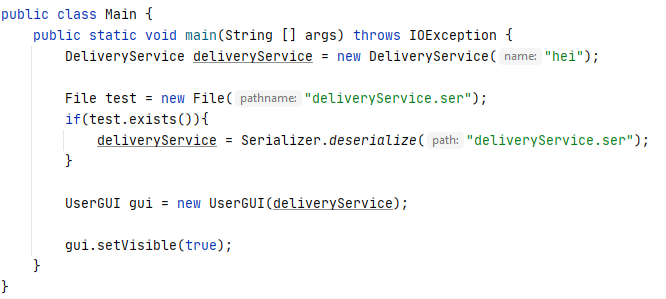 public class Main {
    public static void main(String [] args) throws IOException {
        DeliveryService deliveryService = new DeliveryService( name: "hei");
        File test = new File( pathname: "deliveryService.ser");
        if(test.exists()){
            deliveryService = Serializer.deserialize( path: "deliveryService.ser");
        }
        UserGUI gui = new UserGUI(deliveryService);
        gui.setVisible(true);
    }
}